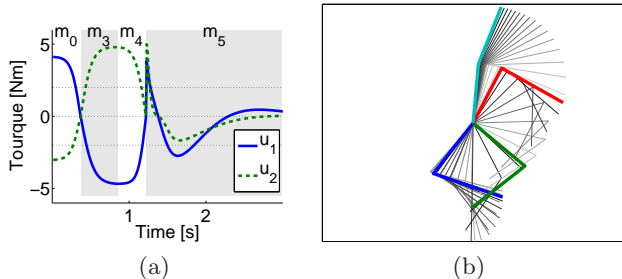 m₀ m₃ m₄ m₅
5
0
−5
Tourque [Nm]
u₁
u₂
1 2
Time [s]
(a) (b)